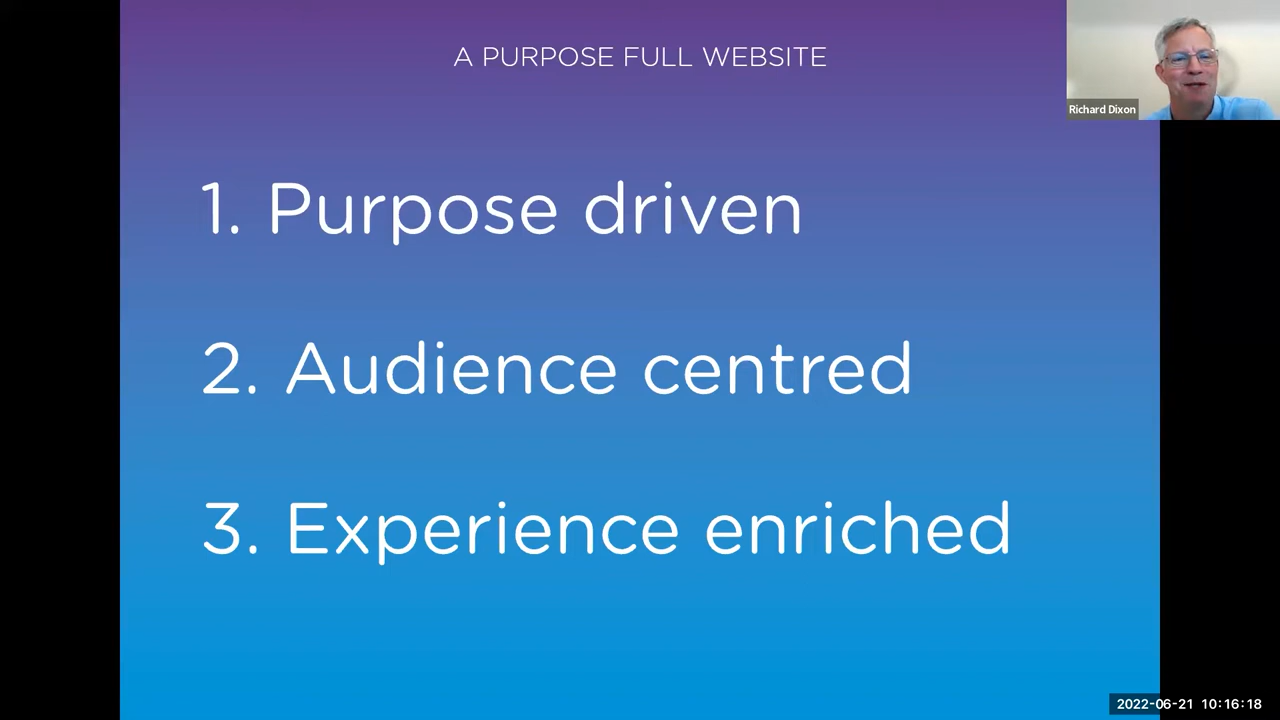 A PURPOSE FULL WEBSITE
Richard Dixon
1. Purpose driven
2. Audience centred
3. Experience enriched
2022-06-21 10:16:18